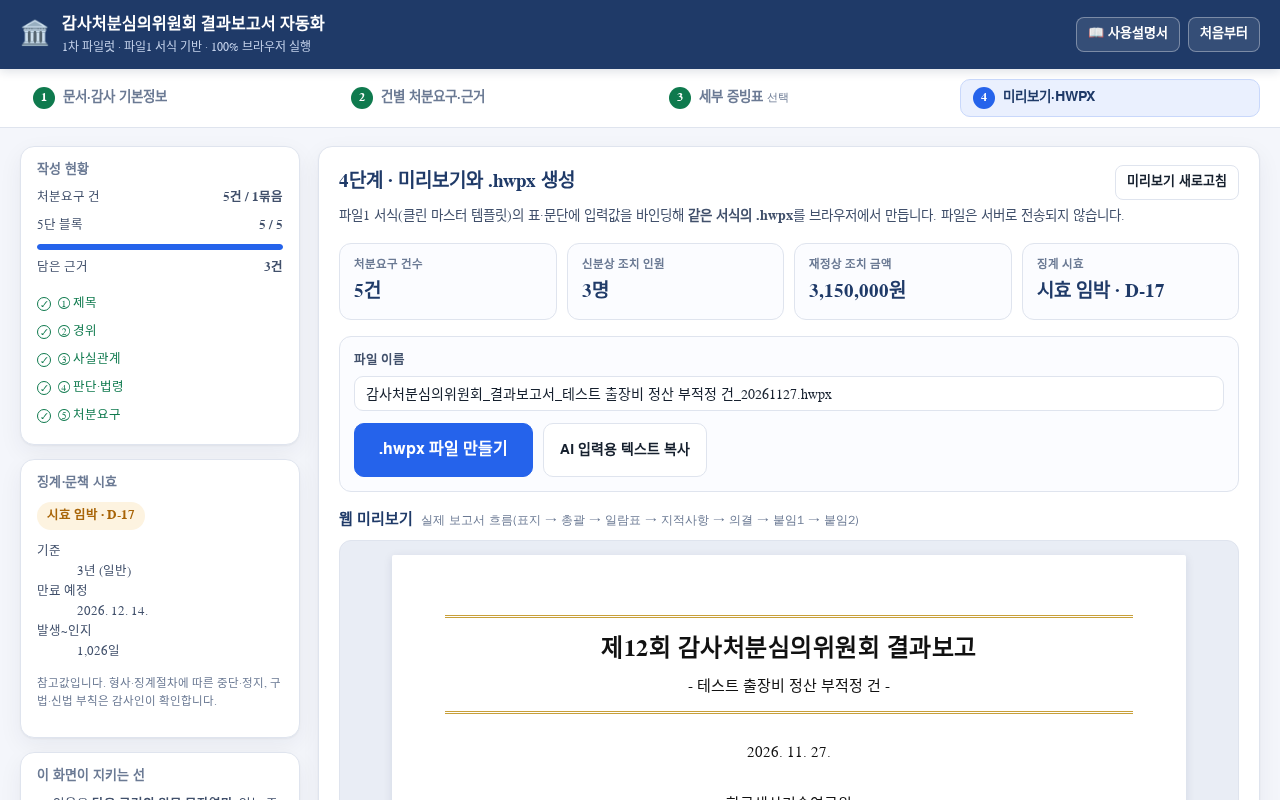 감사처분심의위원회 결과보고서 자동화
1차 파일럿 · 파일1 서식 기반 · 100% 브라우저 실행
📖 사용설명서
처음부터
1 문서·감사 기본정보
2 건별 처분요구·근거
3 세부 증빙표 선택
4 미리보기·HWPX
작성 현황
처분요구 건 5건 / 1묶음
5단 블록 5 / 5
담은 근거 3건
✓ ① 제목
✓ ② 경위
✓ ③ 사실관계
✓ ④ 판단·법령
✓ ⑤ 처분요구
징계·문책 시효
시효 임박 · D-17
기준
3년 (일반)
만료 예정
2026. 12. 14.
발생~인지
1,026일
참고값입니다. 형사·징계절차에 따른 중단·정지, 구
법·신법 부칙은 감사인이 확인합니다.
이 화면이 지키는 선
4단계 · 미리보기와 .hwpx 생성
미리보기 새로고침
파일1 서식(클린 마스터 템플릿)의 표·문단에 입력값을 바인딩해 같은 서식의 .hwpx를 브라우저에서 만듭니다. 파일은 서버로 전송되지 않습니다.
처분요구 건수
5건
신분상 조치 인원
3명
재정상 조치 금액
3,150,000원
징계 시효
시효 임박 · D-17
파일 이름
감사처분심의위원회_결과보고서_테스트 출장비 정산 부적정 건_20261127.hwpx
.hwpx 파일 만들기
AI 입력용 텍스트 복사
웹 미리보기 실제 보고서 흐름(표지 → 총괄 → 일람표 → 지적사항 → 의결 → 붙임1 → 붙임2)
제12회 감사처분심의위원회 결과보고
- 테스트 출장비 정산 부적정 건 -
2026. 11. 27.